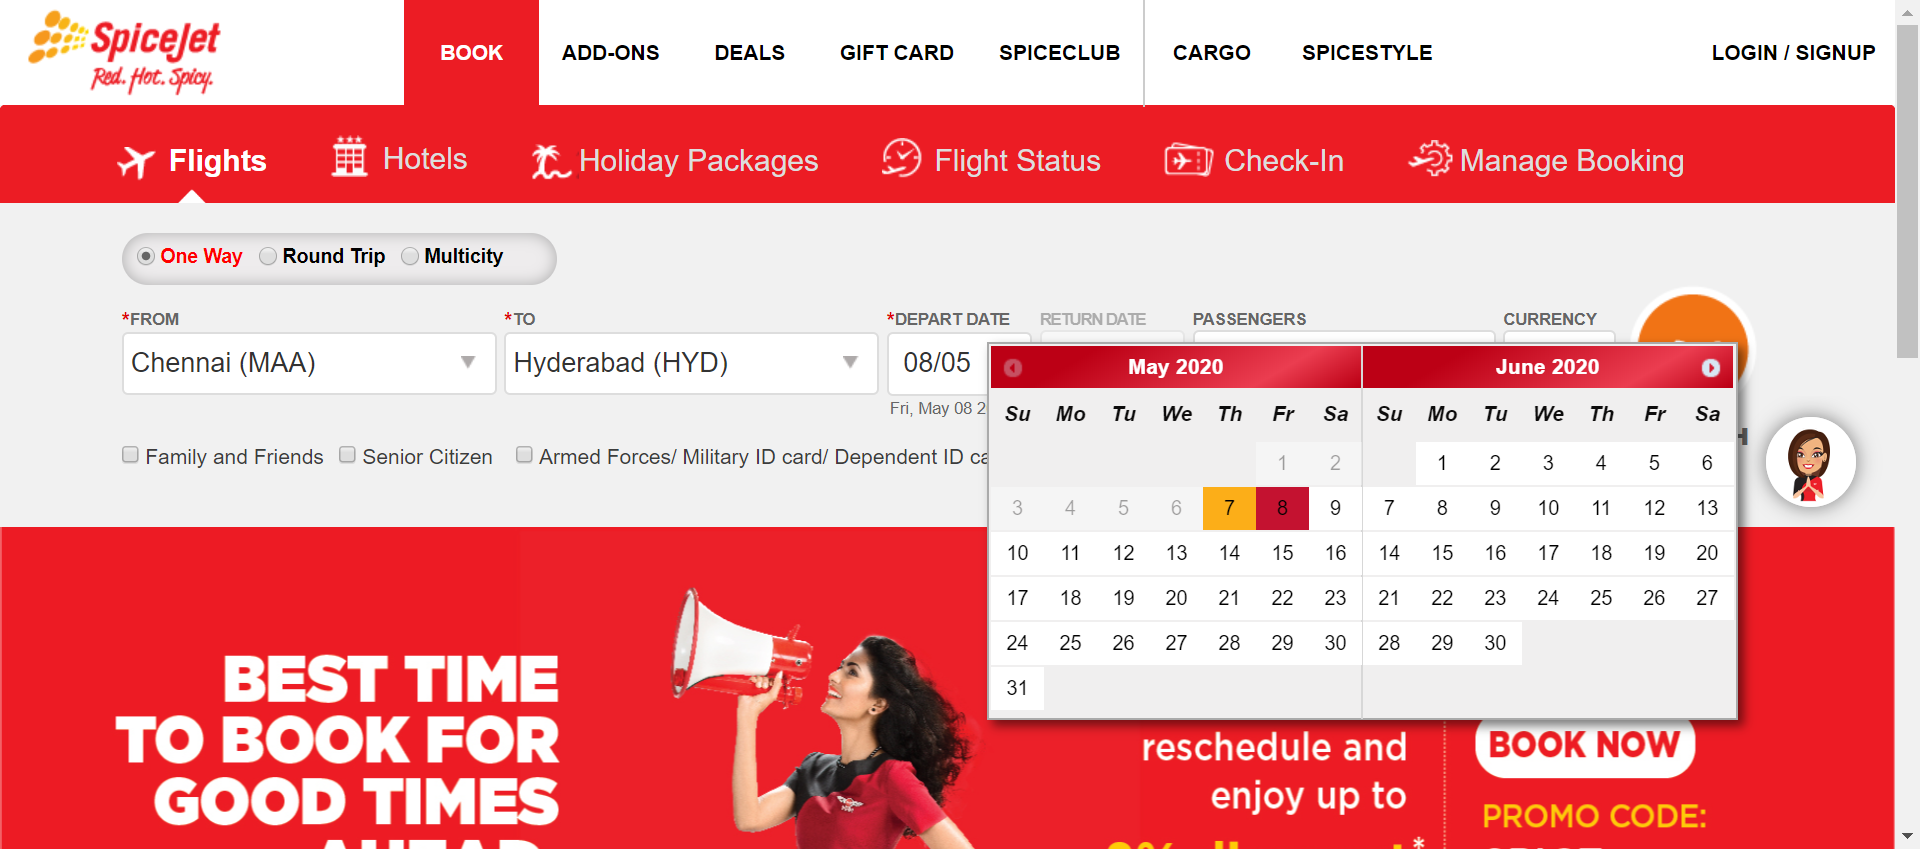 SpiceJet
Red. Hot. Spicy.
BOOK ADD-ONS DEALS GIFT CARD SPICECLUB CARGO SPICESTYLE LOGIN / SIGNUP
Flights Hotels Holiday Packages Flight Status Check-In Manage Booking
One Way Round Trip Multicity
*FROM *TO *DEPART DATE RETURN DATE PASSENGERS CURRENCY
Chennai (MAA) Hyderabad (HYD) 08/05
Fri, May 08 2
Family and Friends Senior Citizen Armed Forces/ Military ID card/ Dependent ID ca
May 2020 June 2020
Su Mo Tu We Th Fr Sa Su Mo Tu We Th Fr Sa
1 2 1 2 3 4 5 6
3 4 5 6 7 8 9 7 8 9 10 11 12 13
10 11 12 13 14 15 16 14 15 16 17 18 19 20
17 18 19 20 21 22 23 21 22 23 24 25 26 27
24 25 26 27 28 29 30 28 29 30
31
H
BEST TIME
TO BOOK FOR
GOOD TIMES
AHEAD.
reschedule and
enjoy up to
BOOK NOW
PROMO CODE: